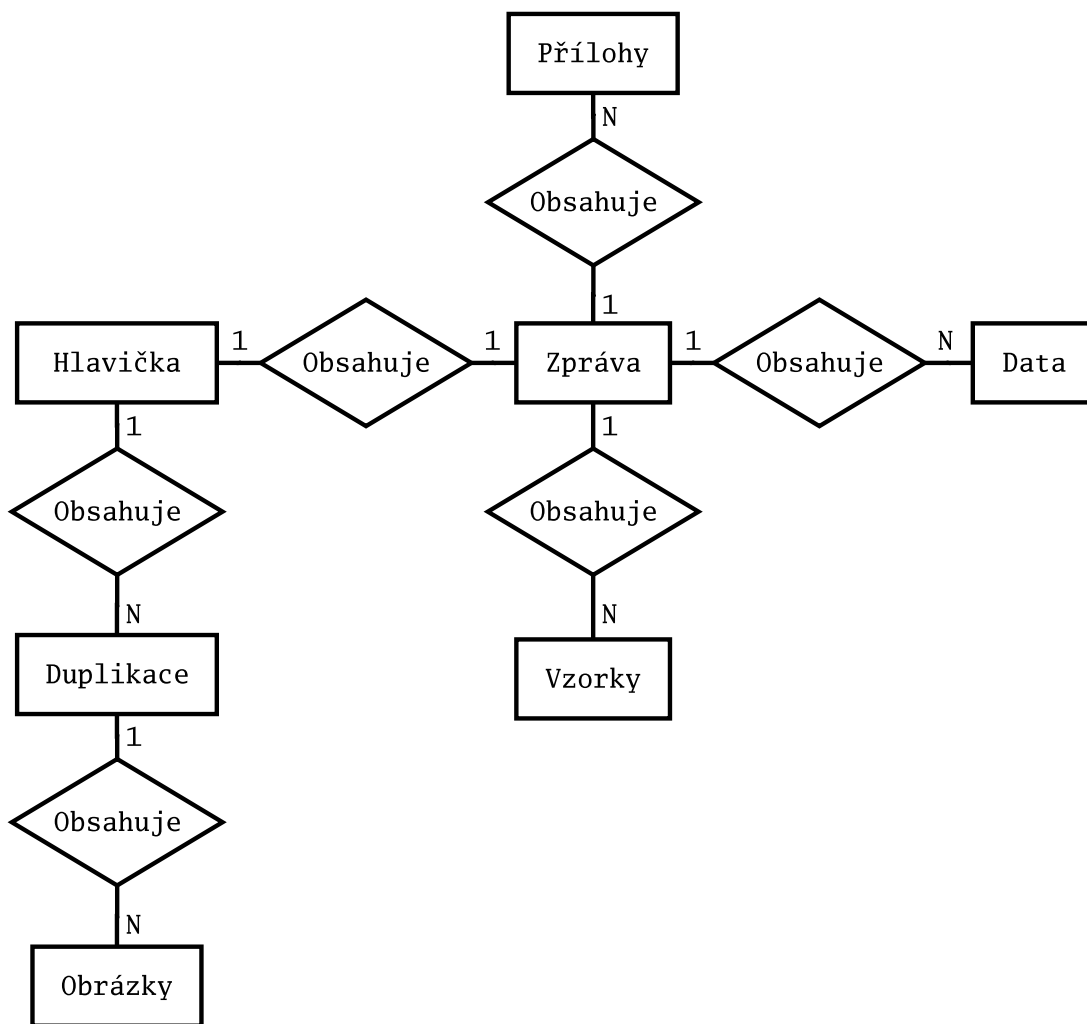 Přílohy
N
Obsahuje
1
Hlavička
1
Obsahuje
1
Zpráva
1
Obsahuje
N
Data
1
Obsahuje
N
Duplikace
1
Obsahuje
N
Obrázky
1
Obsahuje
N
Vzorky